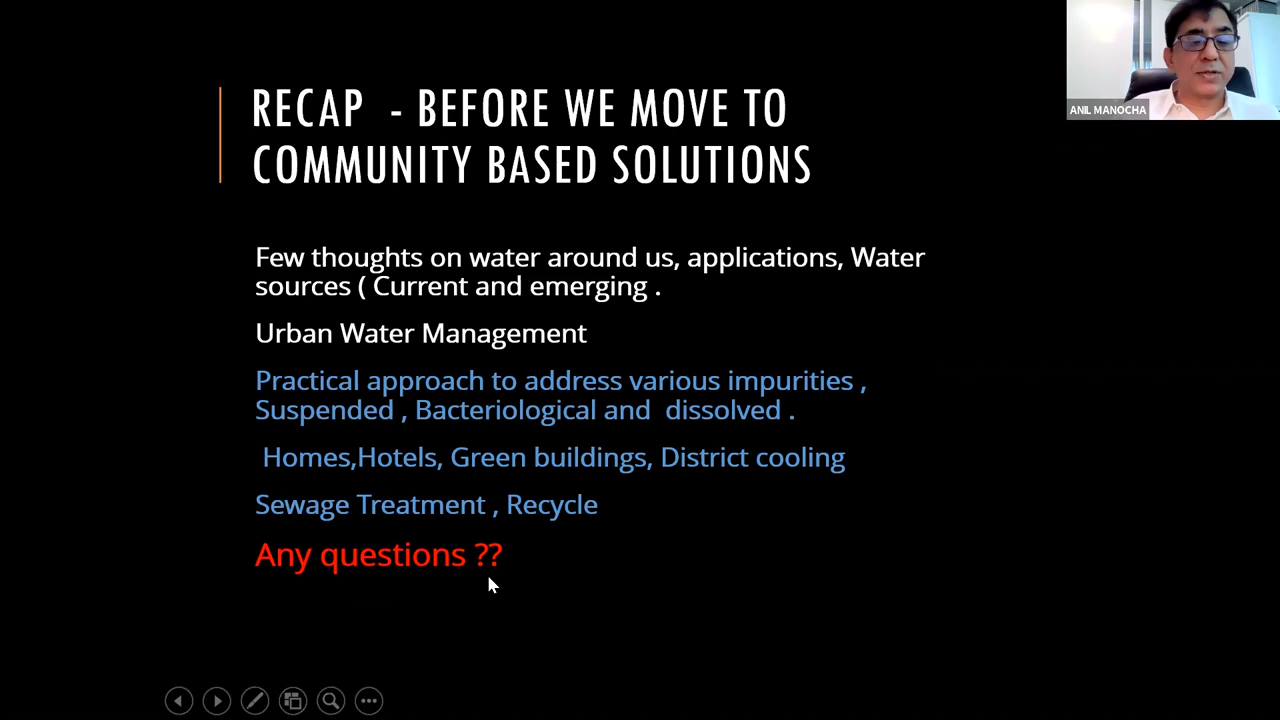 RECAP - BEFORE WE MOVE TO
COMMUNITY BASED SOLUTIONS
ANIL MANOCHA
Few thoughts on water around us, applications, Water
sources ( Current and emerging .
Urban Water Management
Practical approach to address various impurities ,
Suspended , Bacteriological and dissolved .
Homes,Hotels, Green buildings, District cooling
Sewage Treatment , Recycle
Any questions ??